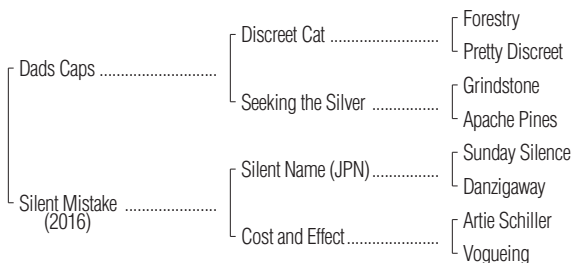 Forestry
Discreet Cat ........................
Pretty Discreet
Dads Caps ..........................
Grindstone
Seeking the Silver ...............
Apache Pines
Sunday Silence
Silent Name (JPN)...............
Danzigaway
Silent Mistake ....................
(2016)
Artie Schiller
Cost and Effect....................
Vogueing